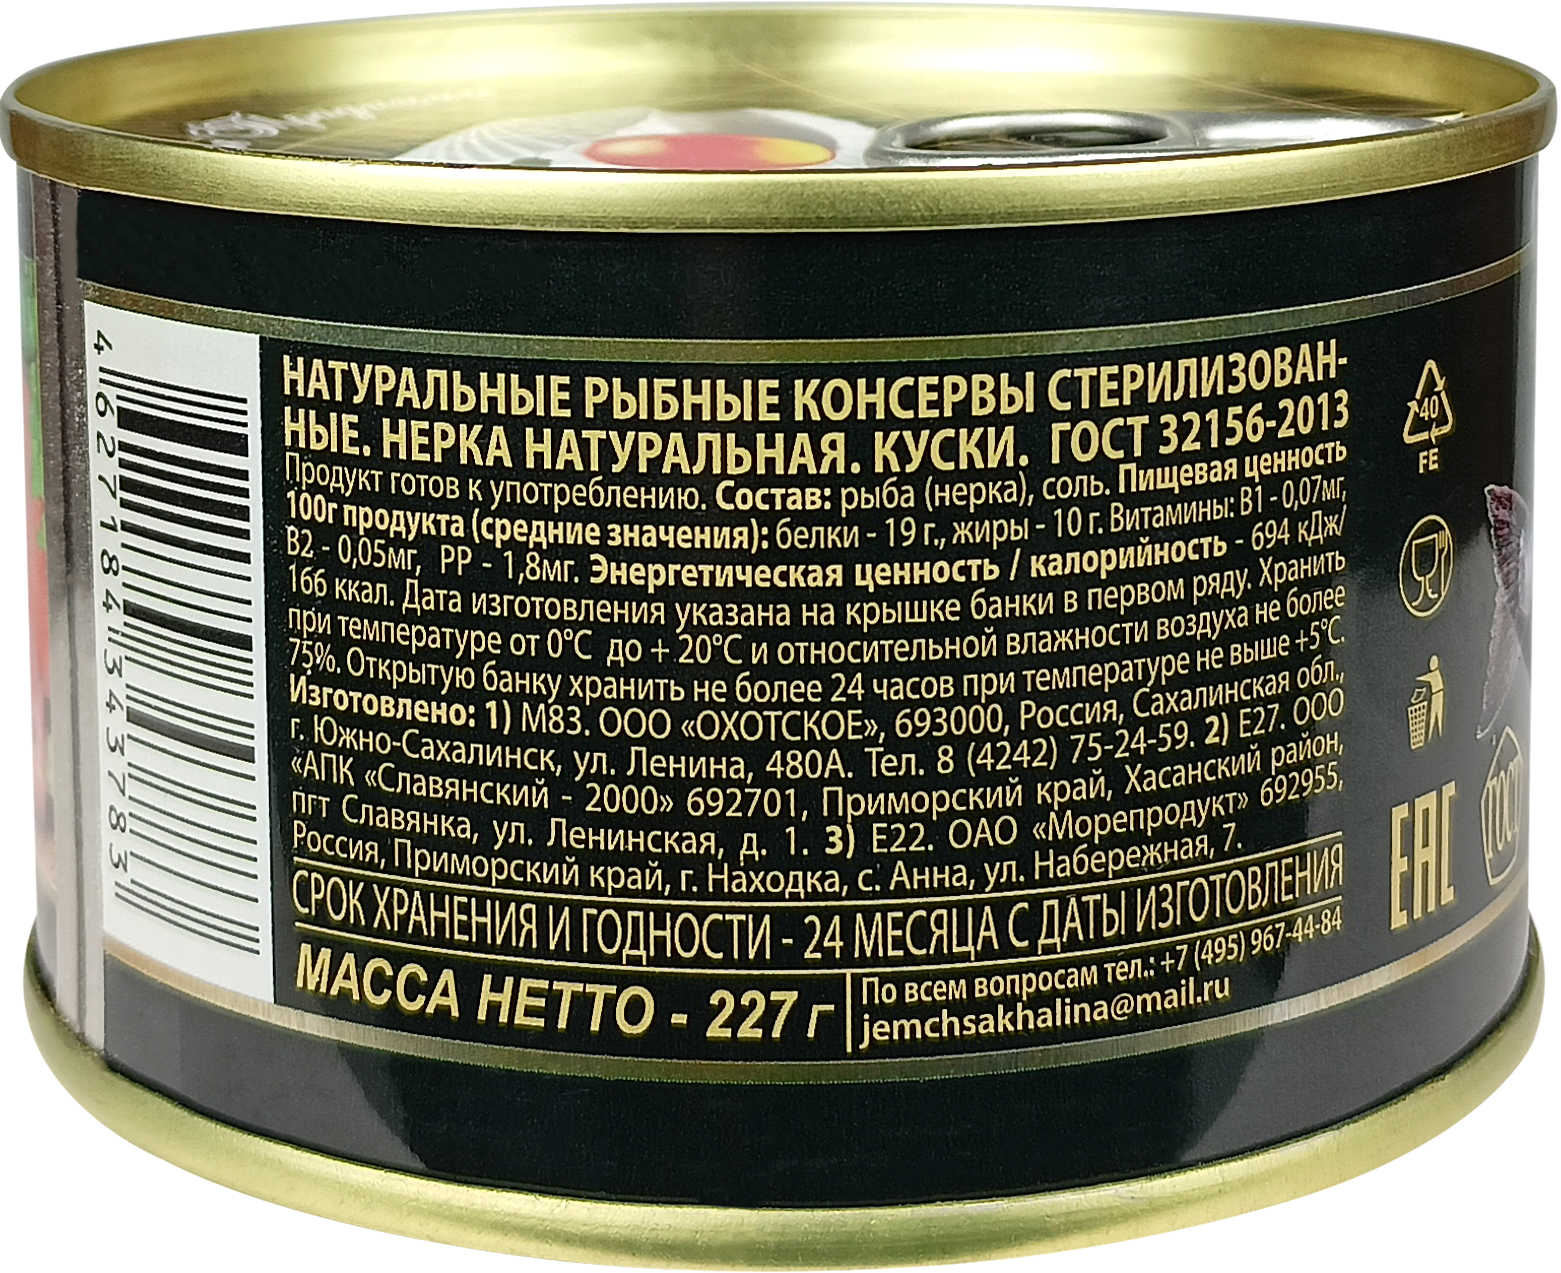 4 627184 343783
НАТУРАЛЬНЫЕ РЫБНЫЕ КОНСЕРВЫ СТЕРИЛИЗОВАН-
НЫЕ. НЕРКА НАТУРАЛЬНАЯ. КУСКИ. ГОСТ 32156-2013
Продукт готов к употреблению. Состав: рыба (нерка), соль. Пищевая ценность
100г продукта (средние значения): белки - 19 г., жиры - 10 г. Витамины: В1 - 0,07мг,
В2 - 0,05мг, РР - 1,8мг. Энергетическая ценность / калорийность - 694 кДж/
166 ккал. Дата изготовления указана на крышке банки в первом ряду. Хранить
при температуре от 0°С до + 20°С и относительной влажности воздуха не более
75%. Открытую банку хранить не более 24 часов при температуре не выше +5°С.
Изготовлено: 1) М83. ООО «ОХОТСКОЕ», 693000, Россия, Сахалинская обл.,
г. Южно-Сахалинск, ул. Ленина, 480А. Тел. 8 (4242) 75-24-59. 2) Е27. ООО
«АПК «Славянский - 2000» 692701, Приморский край, Хасанский район,
пгт Славянка, ул. Ленинская, д. 1. 3) Е22. ОАО «Морепродукт» 692955,
Россия, Приморский край, г. Находка, с. Анна, ул. Набережная, 7.
СРОК ХРАНЕНИЯ И ГОДНОСТИ - 24 МЕСЯЦА С ДАТЫ ИЗГОТОВЛЕНИЯ
МАССА НЕТТО - 227 г
По всем вопросам тел.: +7 (495) 967-44-84
jemchsakhalina@mail.ru
40
FE
ЕАС
ГОСТ